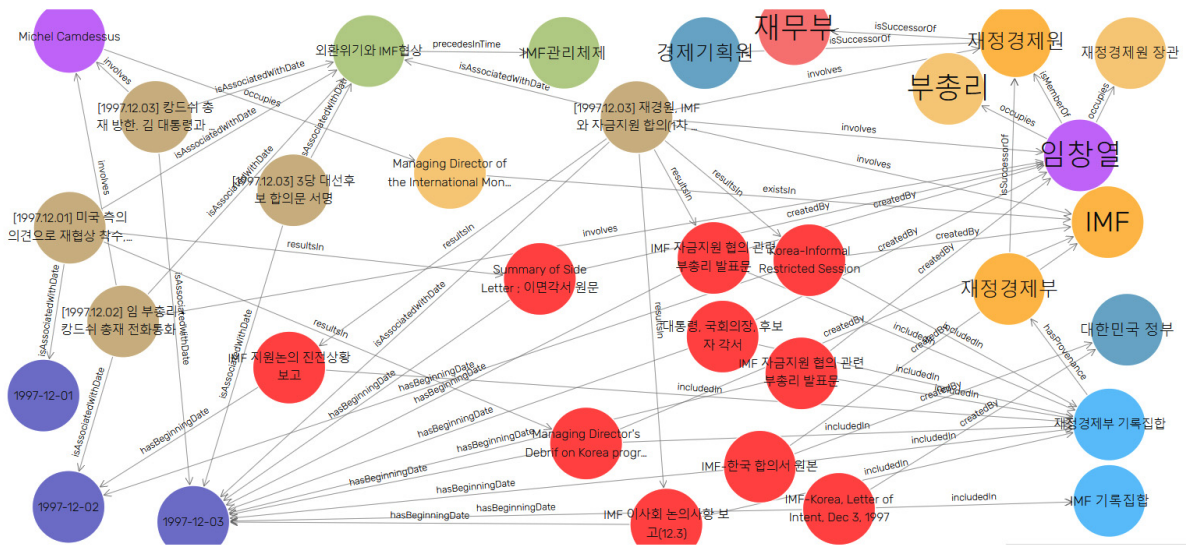 Michel Camdessus
외환위기와 IMF협상
precedesInTime
IMF관리체제
경제기획원
재무부
isSuccessorOf
isSuccessorOf
재정경제원
재정경제원 장관
involves
isAssociatedWithDate
isAssociatedWithDate
occupies
involves
부총리
isMemberOf
occupies
occupies
[1997.12.03] 캉드쉬 총
재 방한. 김 대통령과 ...
[1997.12.03] 재경원, IMF
와 자금지원 합의(1차 ...
isAssociatedWithDate
isAssociatedWithDate
involves
임창열
isSuccessorOf
involves
isAssociatedWithDate
[1997.12.03] 3당 대선후
보 합의문 서명
Managing Director of
the International Mon...
resultsIn
resultsIn
involves
existsIn
createdBy
[1997.12.01] 미국 측의
의견으로 재협상 착수,...
resultsIn
involves
createdBy
createdBy
IMF
resultsIn
IMF 자금지원 협의 관련
부총리 발표문
Korea-Informal
Restricted Session
createdBy
createdBy
Summary of Side
Letter ; 이면각서 원문
재정경제부
isAssociatedWithDate
[1997.12.02] 임 부총리,
캉드쉬 총재 전화통화
isAssociatedWithDate
resultsIn
isAssociatedWithDate
resultsIn
대통령, 국회의장, 후보
자 각서
createdBy
includedIn
includedIn
createdBy
대한민국 정부
hasProvenance
IMF 지원논의 진전상황
보고
IMF 자금지원 협의 관련
부총리 발표문
isAssociatedWithDate
hasBeginningDate
hasBeginningDate
hasBeginningDate
includedIn
includedIn
includedIn
createdBy
createdBy
1997-12-01
isAssociatedWithDate
hasBeginningDate
hasBeginningDate
hasBeginningDate
Managing Director's
Debrif on Korea progr...
includedIn
includedIn
재정경제부 기록집합
hasBeginningDate
IMF-한국 합의서 원본
includedIn
hasBeginningDate
1997-12-02
1997-12-03
hasBeginningDate
hasBeginningDate
IMF 이사회 논의사항 보
고(12.3)
IMF-Korea, Letter of
Intent, Dec 3, 1997
includedIn
IMF 기록집합